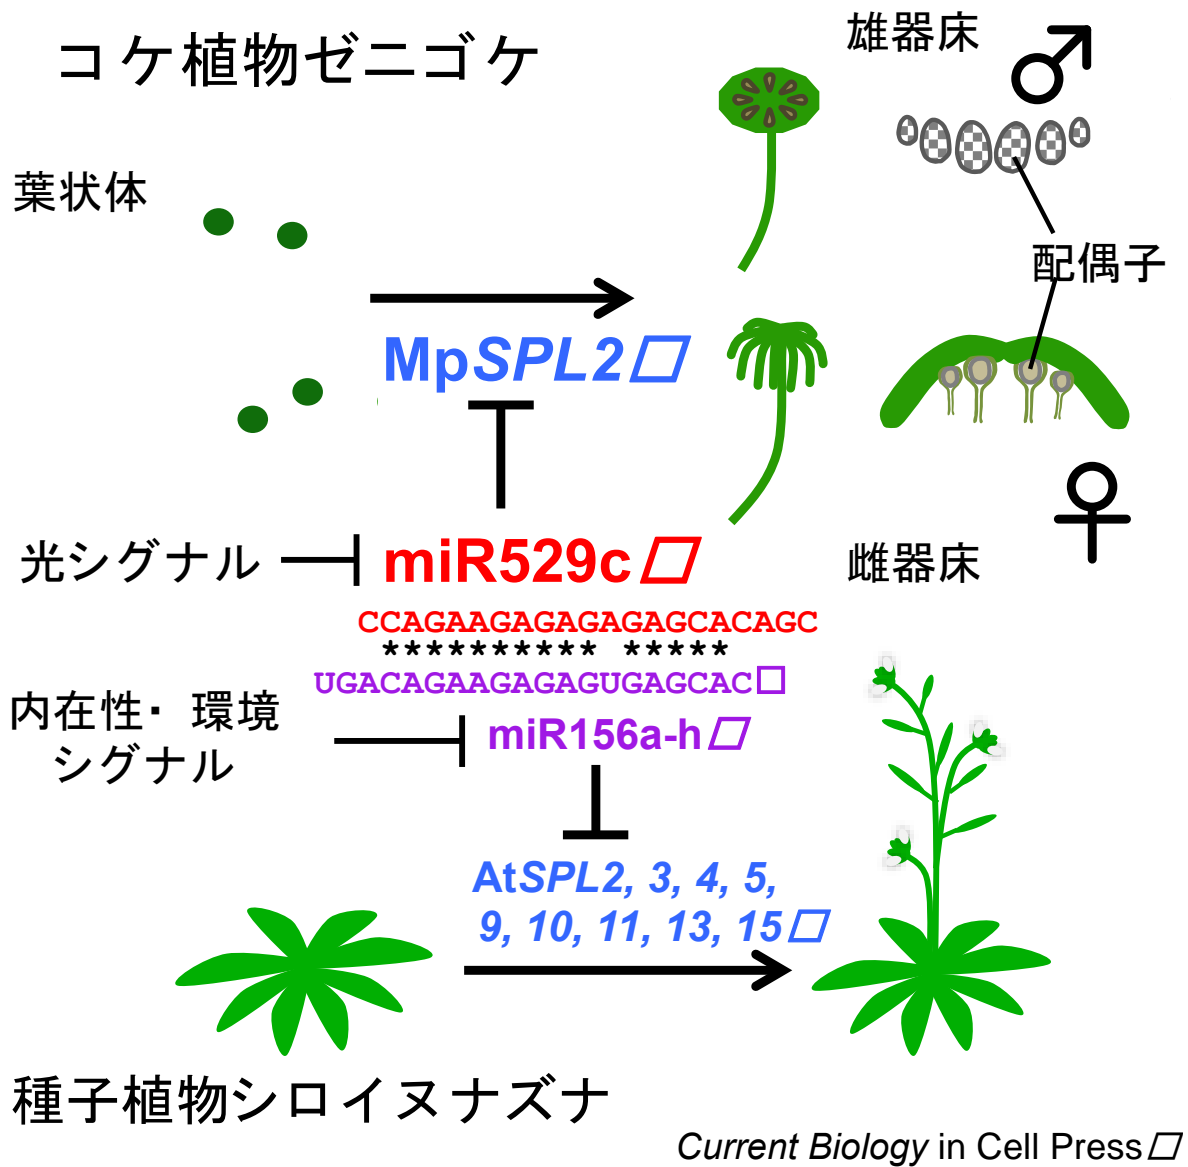 コケ植物ゼニゴケ
雄器床
葉状体
配偶子
MpSPL2
光シグナル
miR529c
雌器床
CCAGAAGAGAGAGAGCACAGC
********** *****
UGACAGAAGAGAGUGAGCAC
内在性・環境
シグナル
miR156a-h
AtSPL2, 3, 4, 5,
9, 10, 11, 13, 15
種子植物シロイヌナズナ
Current Biology in Cell Press